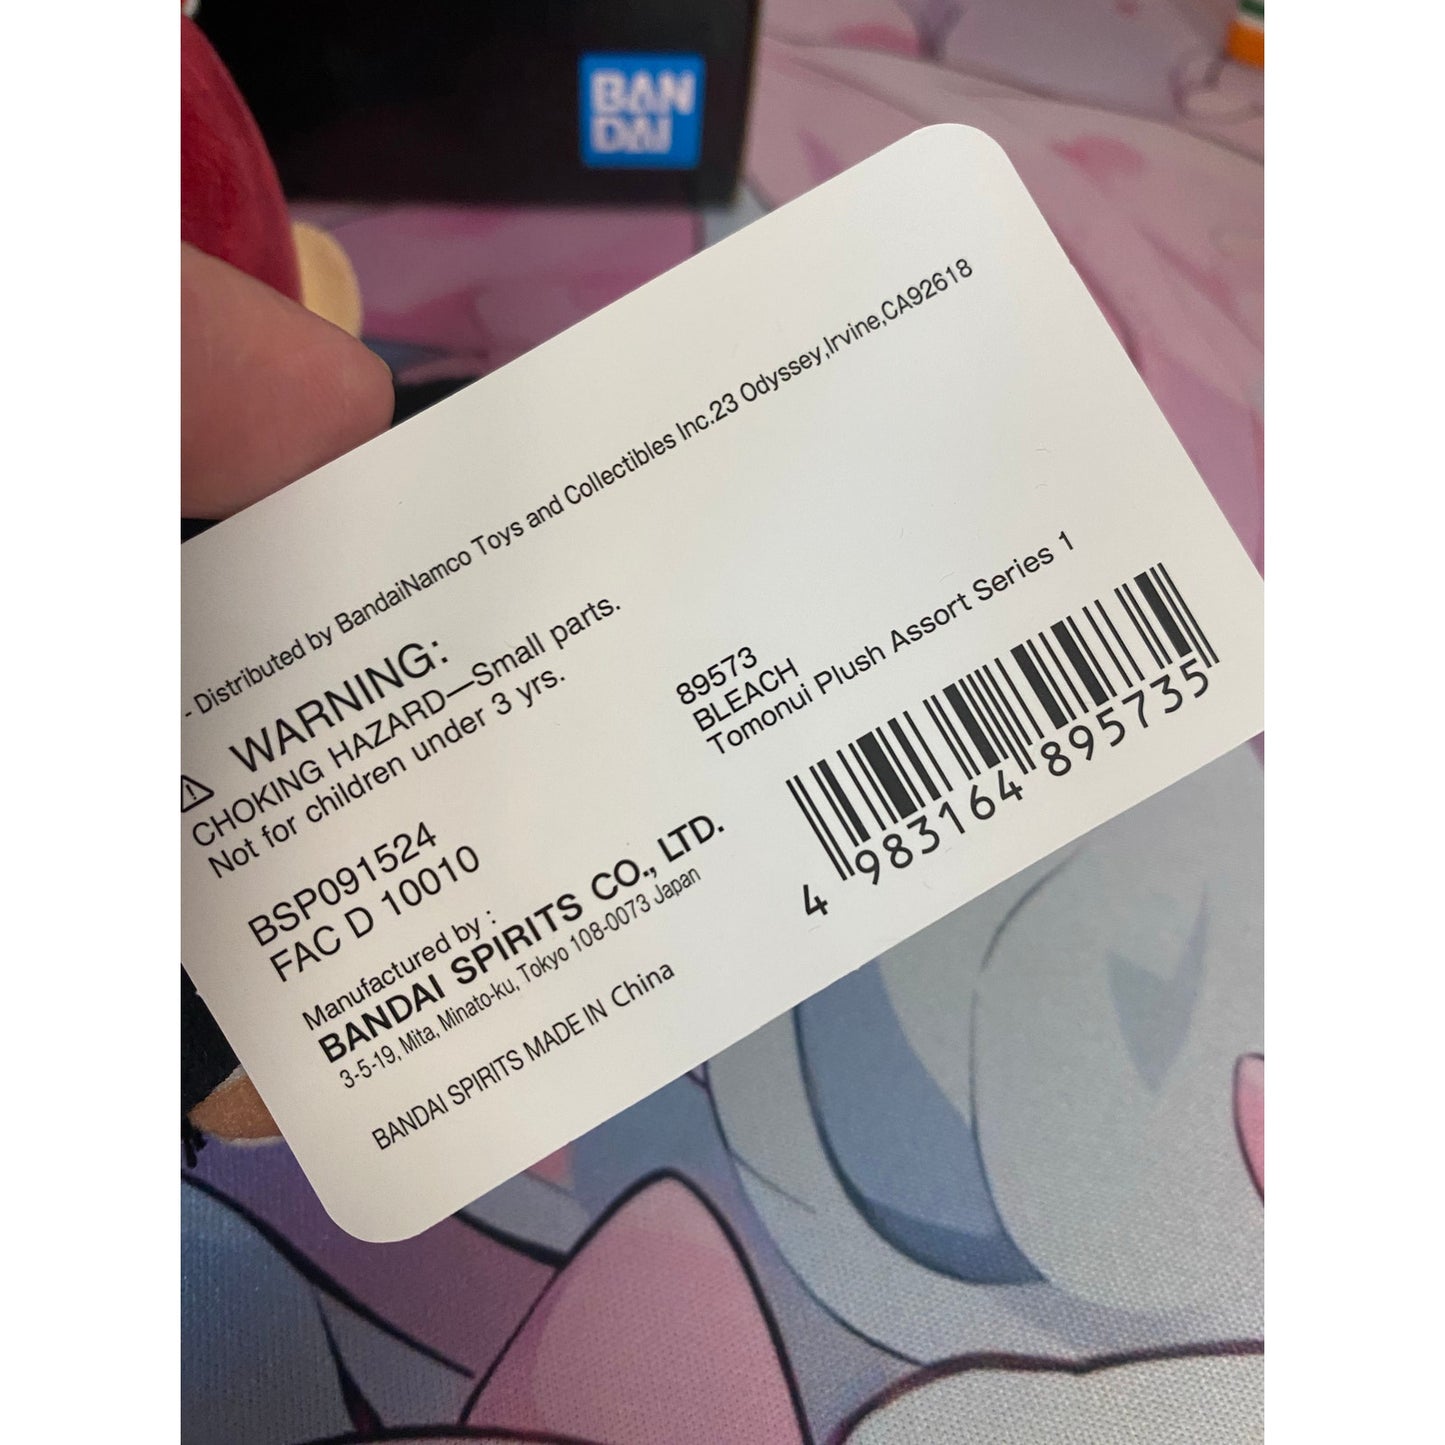 BAN
DAI
- Distributed by BandaiNamco Toys and Collectibles Inc.23 Odyssey,Irvine,CA92618
WARNING:
CHOKING HAZARD—Small parts.
Not for children under 3 yrs.
BSP091524
FAC D 10010
Manufactured by :
BANDAI SPIRITS CO., LTD.
3-5-19, Mita, Minato-ku, Tokyo 108-0073 Japan
BANDAI SPIRITS MADE IN China
89573
BLEACH
Tomonui Plush Assort Series 1
4 983164 895735